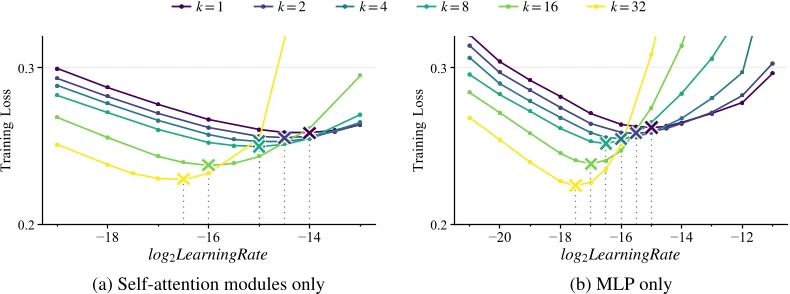 k = 1 k = 2 k = 4 k = 8 k = 16 k = 32
0.3
0.2
Training Loss
−18 −16 −14
log2LearningRate
(a) Self-attention modules only
0.3
0.2
Training Loss
−20 −18 −16 −14 −12
log2LearningRate
(b) MLP only